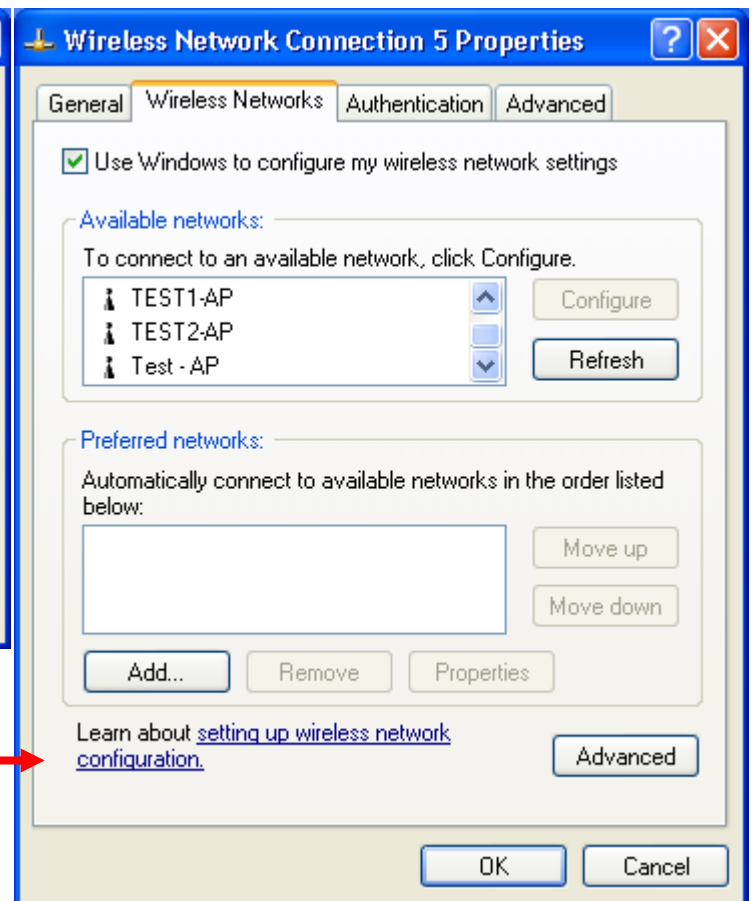 Wireless Network Connection 5 Properties
General Wireless Networks Authentication Advanced
Use Windows to configure my wireless network settings
Available networks:
To connect to an available network, click Configure.
TEST1-AP
Configure
TEST2-AP
Test - AP
Refresh
Preferred networks:
Automatically connect to available networks in the order listed
below:
Move up
Move down
Add... Remove Properties
Learn about setting up wireless network
configuration.
Advanced
OK Cancel